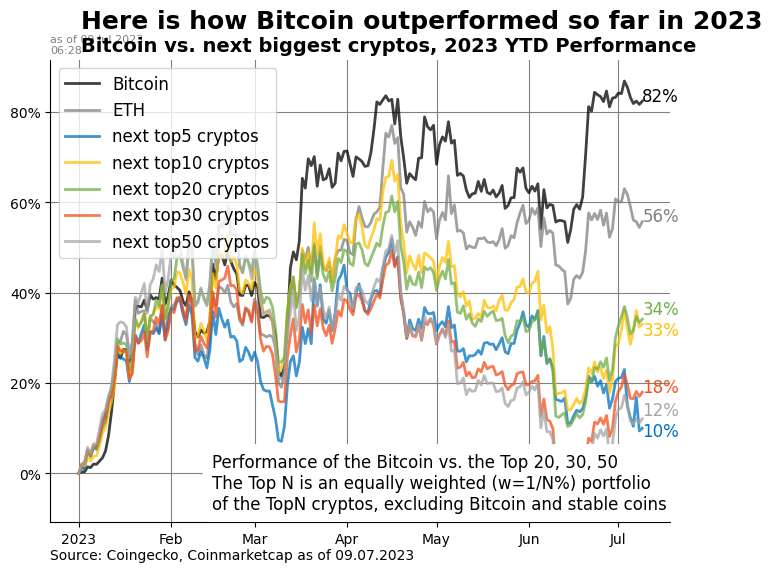 Here is how Bitcoin outperformed so far in 2023
as of 09 Jul 2023
Bitcoin vs. next biggest cryptos, 2023 YTD Performance
06:28
Bitcoin
ETH
next top5 cryptos
next top10 cryptos
next top20 cryptos
next top30 cryptos
next top50 cryptos
80%
60%
40%
20%
0%
82%
56%
34%
33%
18%
12%
10%
Performance of the Bitcoin vs. the Top 20, 30, 50
The Top N is an equally weighted (w=1/N%) portfolio
of the TopN cryptos, excluding Bitcoin and stable coins
2023 Feb Mar Apr May Jun Jul
Source: Coingecko, Coinmarketcap as of 09.07.2023